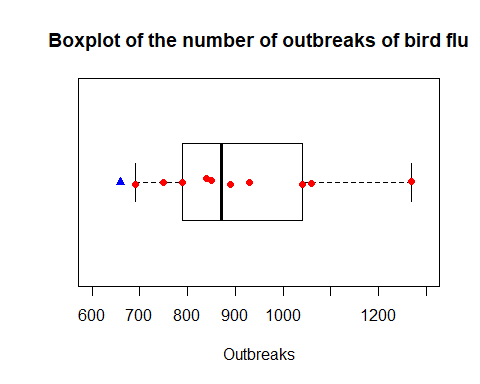 Boxplot of the number of outbreaks of bird flu
600 700 800 900 1000 1200
Outbreaks